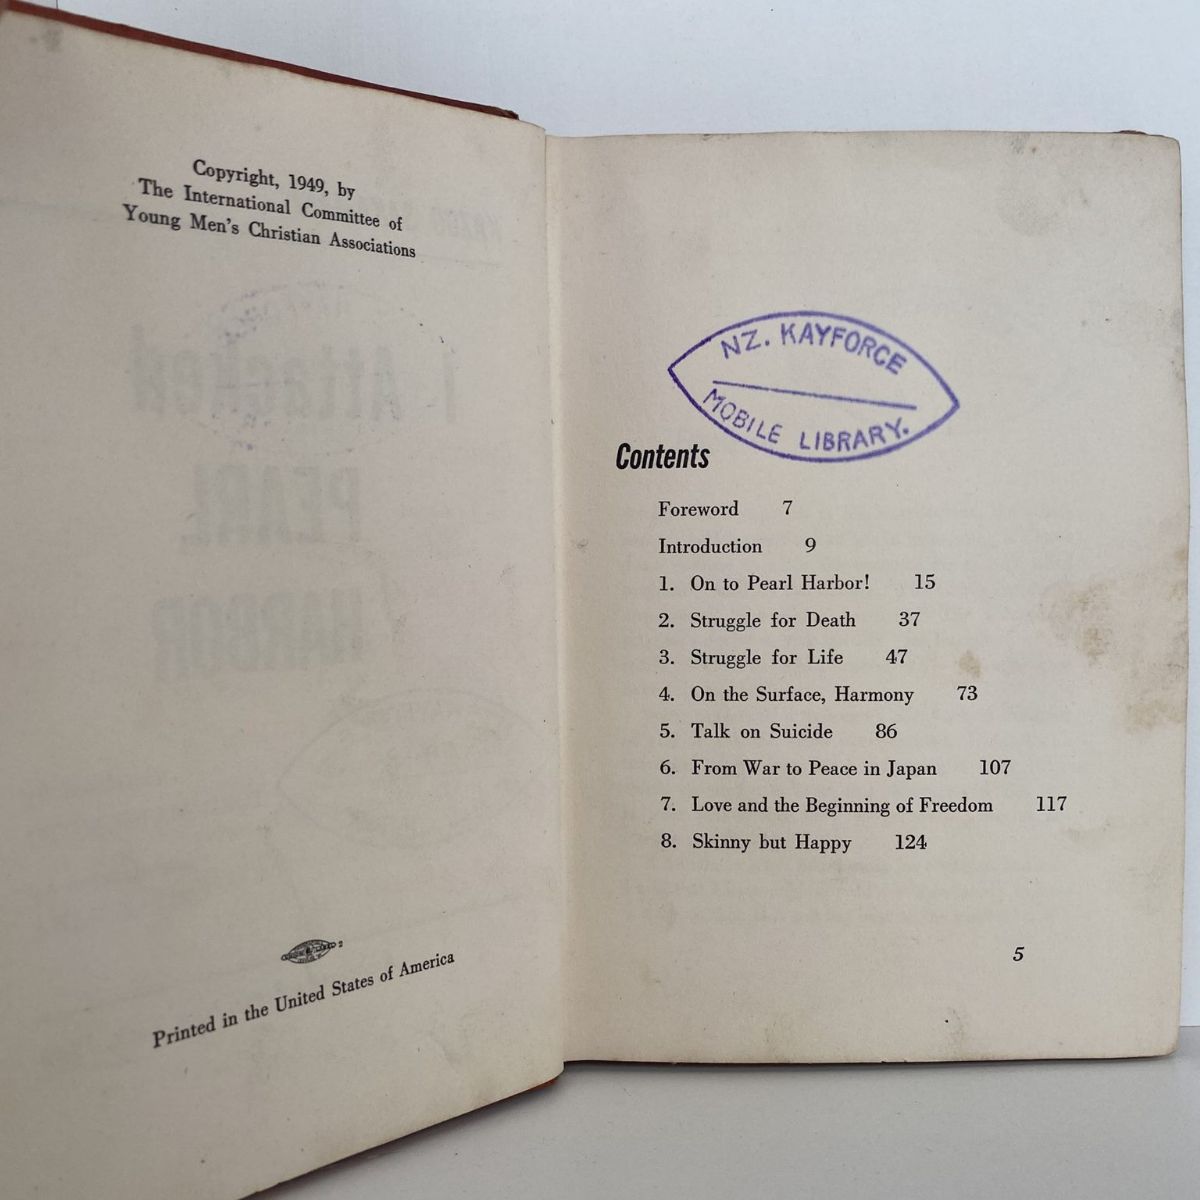 Copyright, 1949, by
The International Committee of
Young Men's Christian Associations
2
Printed in the United States of America
NZ. KAYFORCE
MOBILE LIBRARY.
Contents
Foreword 7
Introduction 9
1. On to Pearl Harbor! 15
2. Struggle for Death 37
3. Struggle for Life 47
4. On the Surface, Harmony 73
5. Talk on Suicide 86
6. From War to Peace in Japan 107
7. Love and the Beginning of Freedom 117
8. Skinny but Happy 124
5
I Attacked
PEARL
HARBOR